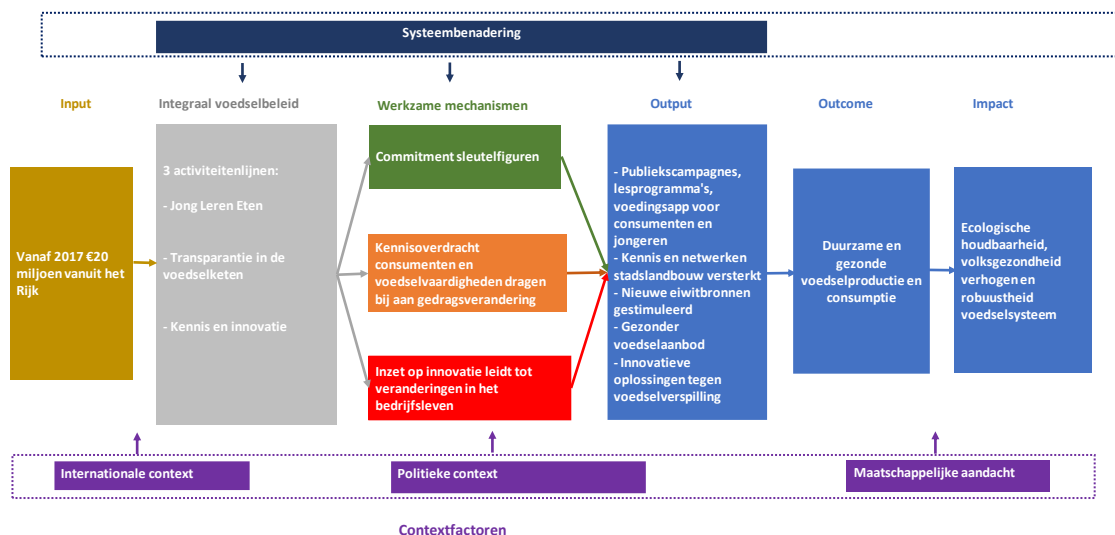 Systeembenadering
Input
Integraal voedselbeleid
Werkzame mechanismen
Output
Outcome
Impact
Vanaf 2017 €20
miljoen vanuit het
Rijk
3 activiteitenlijnen:
- Jong Leren Eten
- Transparantie in de
voedselketen
- Kennis en innovatie
Commitment sleutelfiguren
Kennisoverdracht
consumenten en
voedselvaardigheden dragen
bij aan gedragsverandering
Inzet op innovatie leidt tot
veranderingen in het
bedrijfsleven
- Publiekscampagnes,
lesprogramma's,
voedingsapp voor
consumenten en
jongeren
- Kennis en netwerken
stadslandbouw versterkt
- Nieuwe eiwitbronnen
gestimuleerd
- Gezonder
voedselaanbod
- Innovatieve
oplossingen tegen
voedselverspilling
Duurzame en
gezonde
voedselproductie en
consumptie
Ecologische
houdbaarheid,
volksgezondheid
verhogen en
robuustheid
voedselsysteem
Internationale context
Politieke context
Maatschappelijke aandacht
Contextfactoren